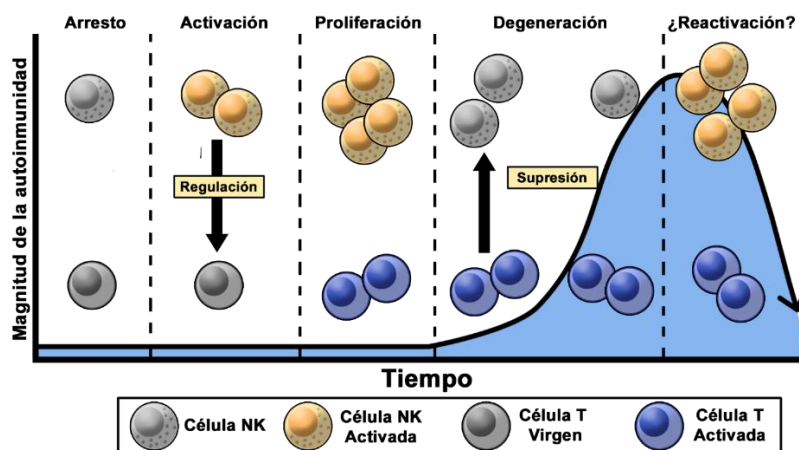 Arresto
Activación
Proliferación
Degeneración
¿Reactivación?
Magnitud de la autoinmunidad
Regulación
Supresión
Tiempo
Célula NK
Célula NK
Activada
Célula T
Virgen
Célula T
Activada